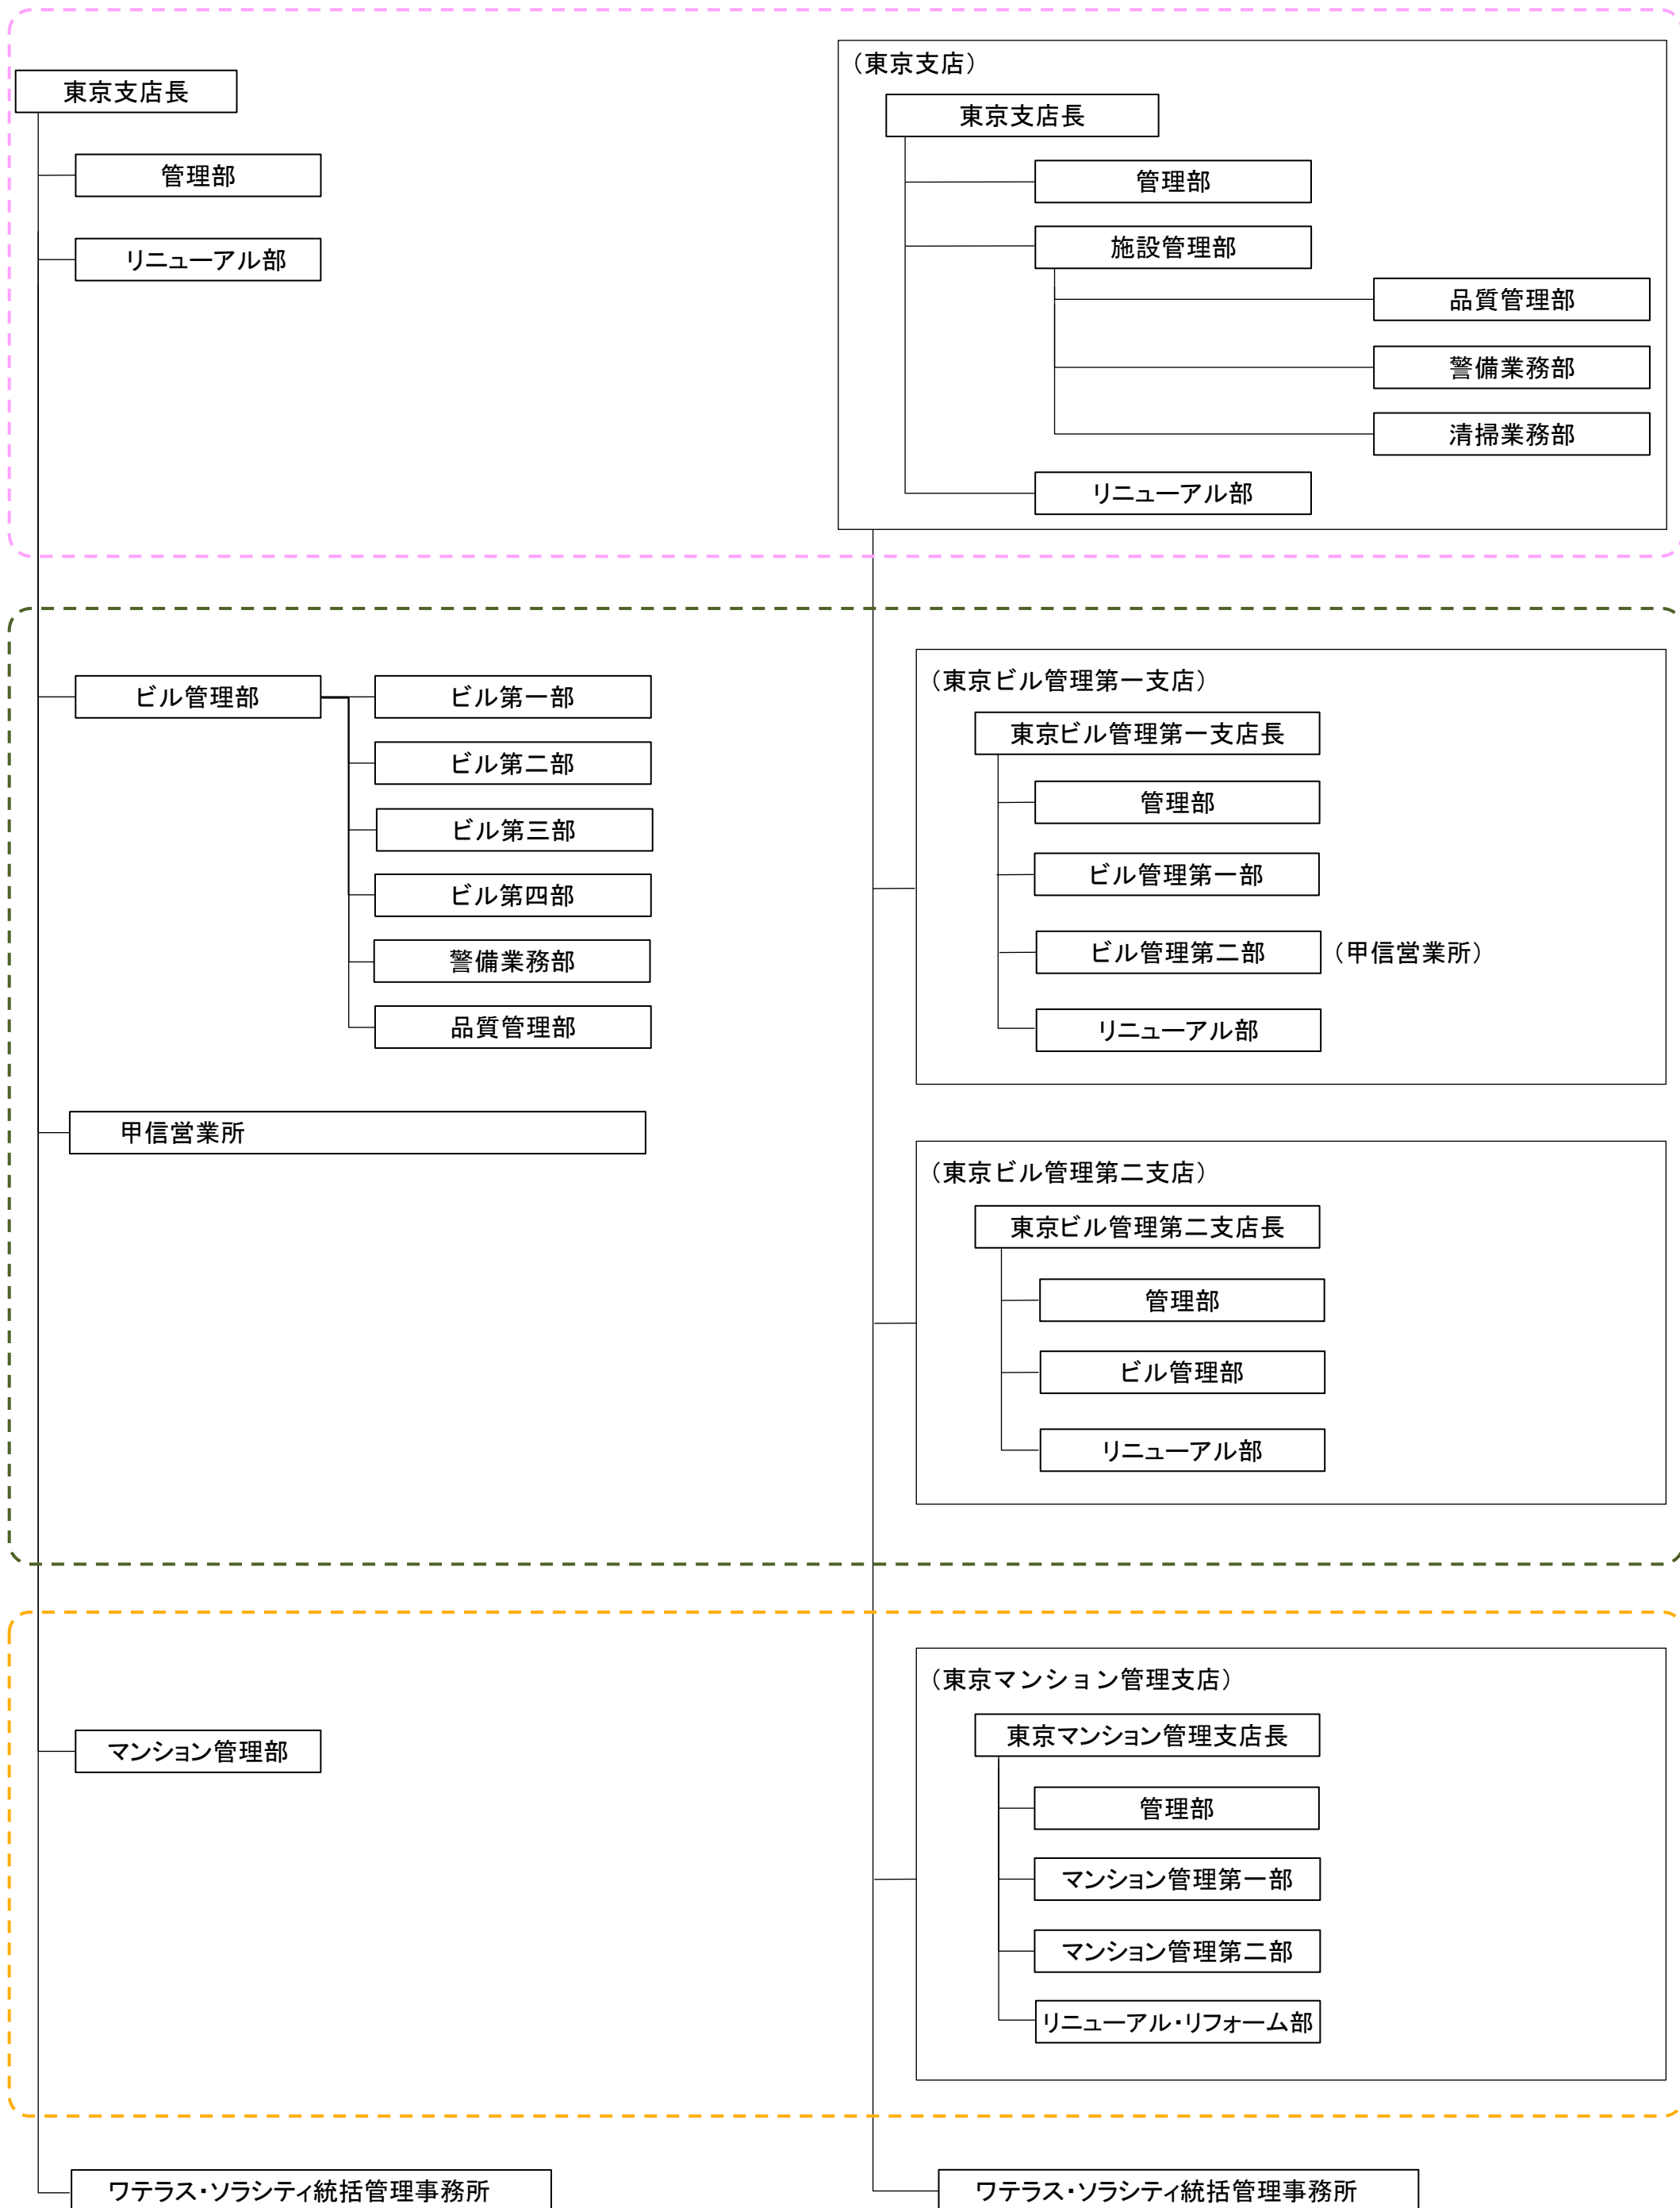 東京支店長
管理部
リニューアル部
（東京支店）
東京支店長
管理部
施設管理部
品質管理部
警備業務部
清掃業務部
リニューアル部
ビル管理部
ビル第一部
ビル第二部
ビル第三部
ビル第四部
警備業務部
品質管理部
甲信営業所
（東京ビル管理第一支店）
東京ビル管理第一支店長
管理部
ビル管理第一部
ビル管理第二部（甲信営業所）
リニューアル部
（東京ビル管理第二支店）
東京ビル管理第二支店長
管理部
ビル管理部
リニューアル部
マンション管理部
（東京マンション管理支店）
東京マンション管理支店長
管理部
マンション管理第一部
マンション管理第二部
リニューアル・リフォーム部
ワテラス・ソラシティ統括管理事務所
ワテラス・ソラシティ統括管理事務所